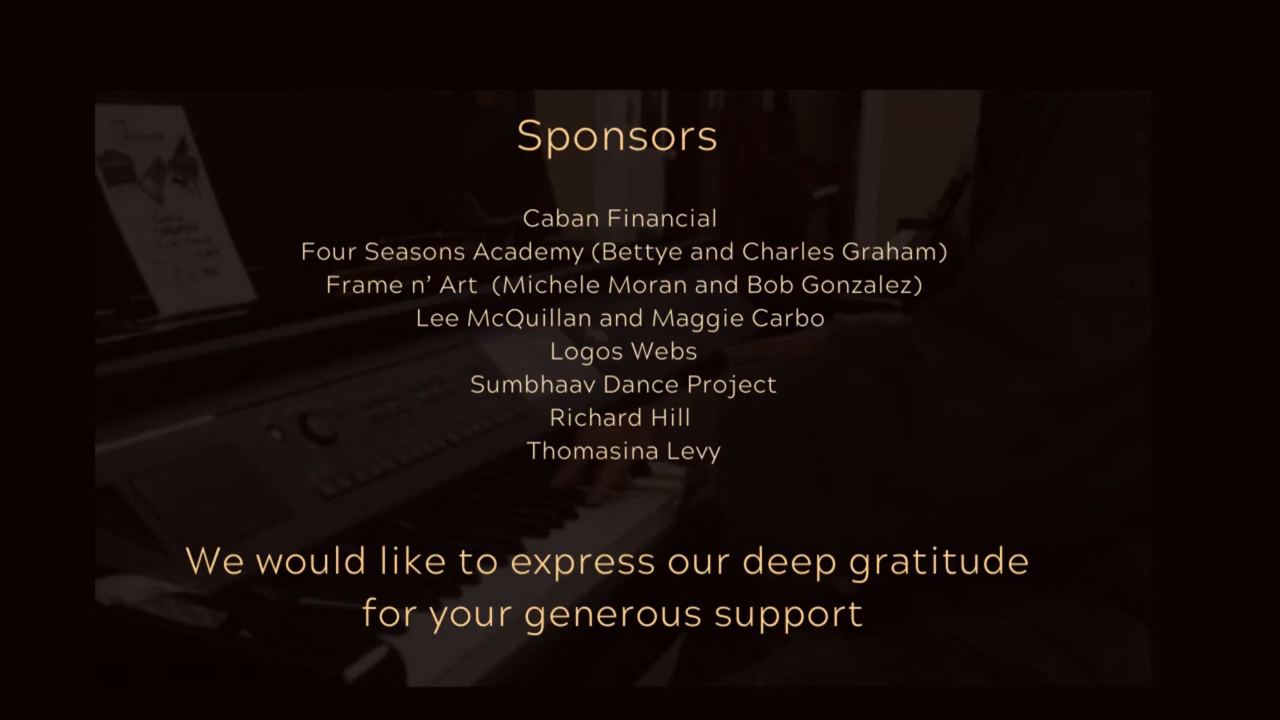 Sponsors
Caban Financial
Four Seasons Academy (Bettye and Charles Graham)
Frame n’ Art (Michele Moran and Bob Gonzalez)
Lee McQuillan and Maggie Carbo
Logos Webs
Sumbhaav Dance Project
Richard Hill
Thomasina Levy
We would like to express our deep gratitude
for your generous support